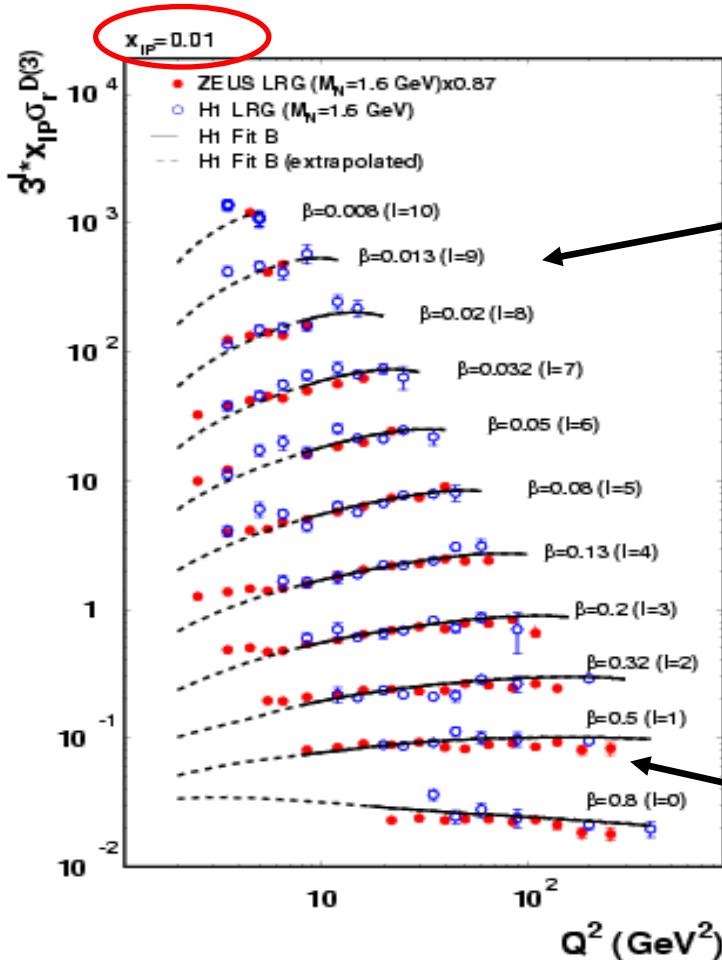 x_IP=0.01
ZEUS LRG (M_N=1.6 GeV)x0.87
H1 LRG (M_N=1.6 GeV)
H1 Fit B
H1 Fit B (extrapolated)
3^l*x_IP σ_r^D(3)
10^4
10^3
10^2
10
1
10^-1
10^-2
β=0.008 (l=10)
β=0.013 (l=9)
β=0.02 (l=8)
β=0.032 (l=7)
β=0.05 (l=6)
β=0.08 (l=5)
β=0.13 (l=4)
β=0.2 (l=3)
β=0.32 (l=2)
β=0.5 (l=1)
β=0.8 (l=0)
10
10^2
Q^2 (GeV^2)